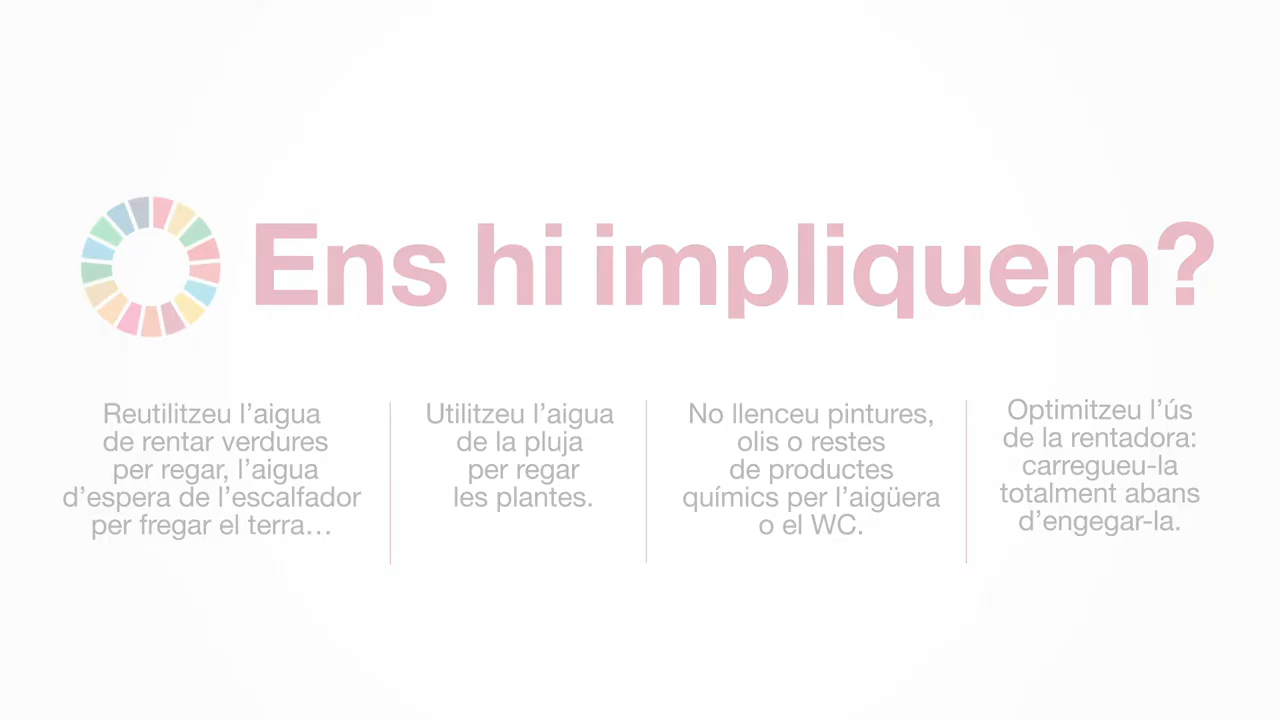 Ens hi impliquem?
Reutilitzeu l’aigua
de rentar verdures
per regar, l’aigua
d’espera de l’escalfador
per fregar el terra…
Utilitzeu l’aigua
de la pluja
per regar
les plantes.
No llenceu pintures,
olis o restes
de productes
químics per l’aigüera
o el WC.
Optimitzeu l’ús
de la rentadora:
carregueu-la
totalment abans
d’engegar-la.